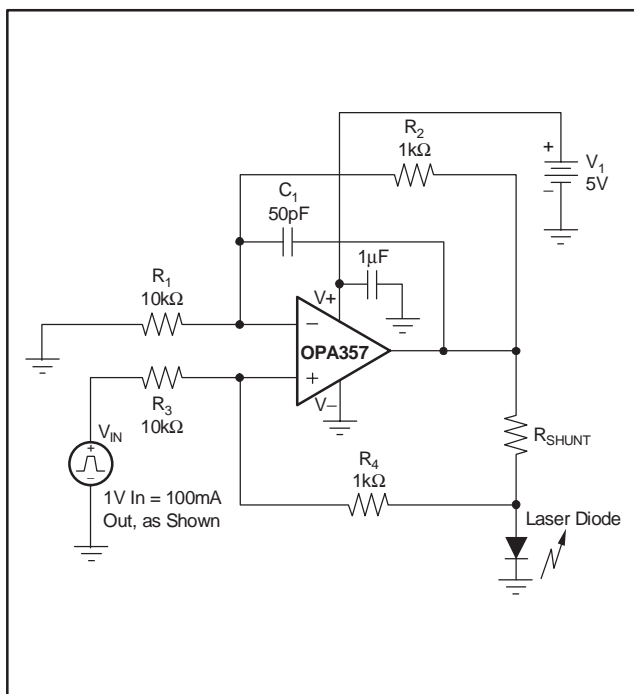 R2
1kΩ
+
V1
–
5V
C1
50pF
1μF
R1
10kΩ
V+
–
OPA357
+
V–
R3
10kΩ
VIN
+
–
RSHUNT
R4
1kΩ
1V In = 100mA
Out, as Shown
Laser Diode